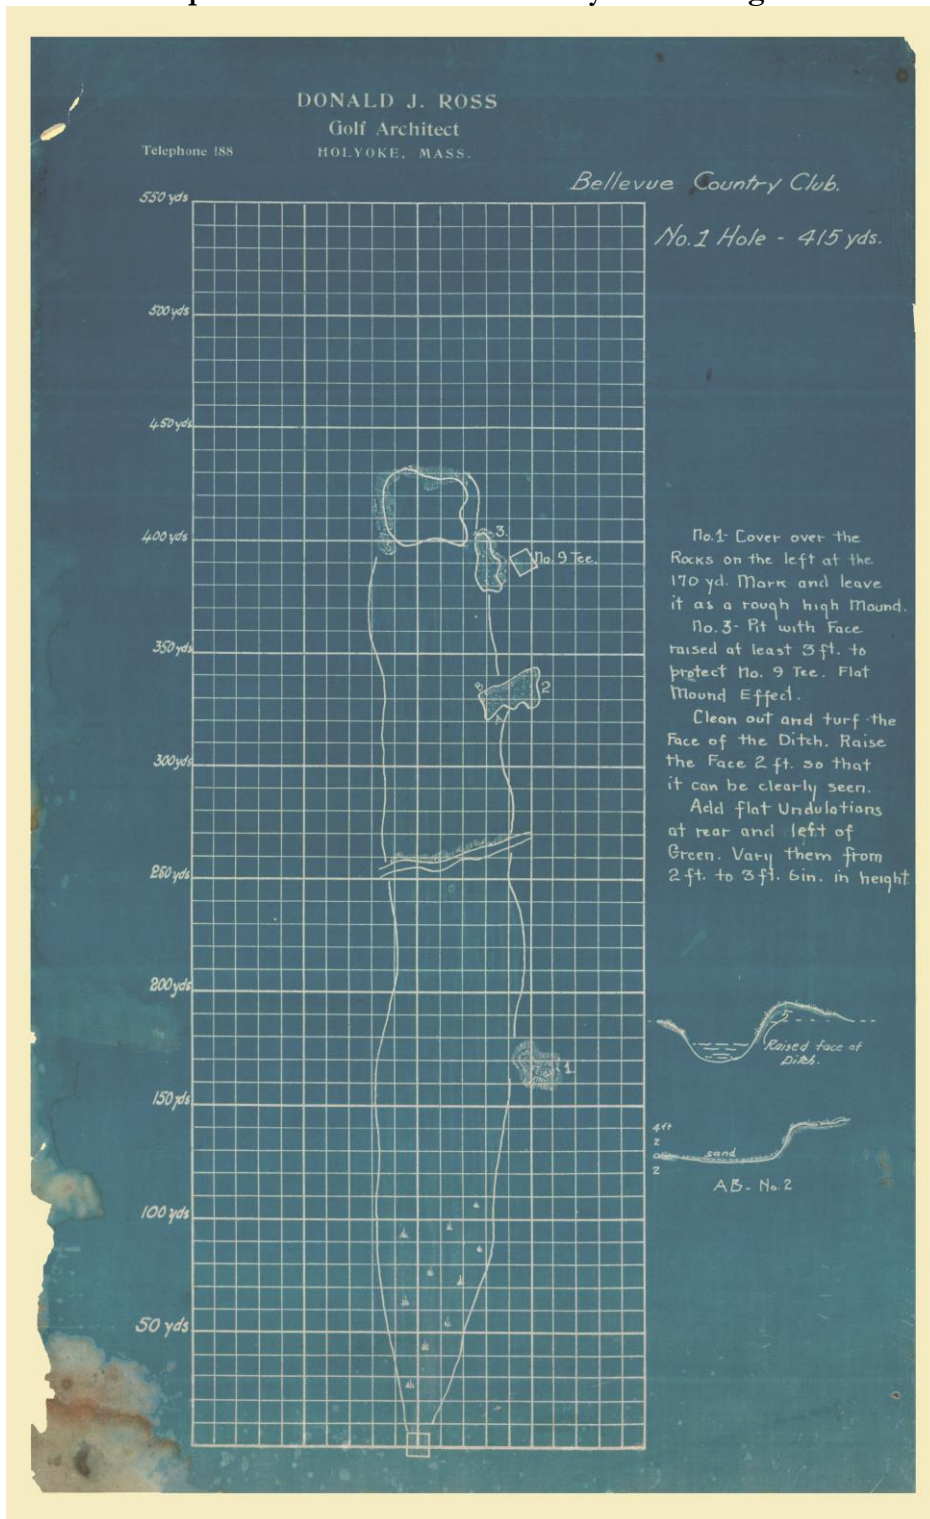 DONALD J. ROSS
Golf Architect
HOLYOKE, MASS.
Telephone 188
Bellevue Country Club.
No. 1 Hole - 415 yds.
550 yds
500 yds
450 yds
400 yds
350 yds
300 yds
250 yds
200 yds
150 yds
100 yds
50 yds
3.
No. 9 Tee.
B
2
A
1.
No. 1- Cover over the
Rocks on the left at the
170 yd. Mark and leave
it as a rough high Mound.
No. 3- Pit with Face
raised at least 3 ft. to
protect No. 9 Tee. Flat
Mound Effect.
Clean out and turf the
Face of the Ditch. Raise
the Face 2 ft. so that
it can be clearly seen.
Add flat Undulations
at rear and left of
Green. Vary them from
2 ft. to 3 ft. 6in. in height
Raised face of
Ditch.
4ft
2
0
2
sand
AB - No. 2